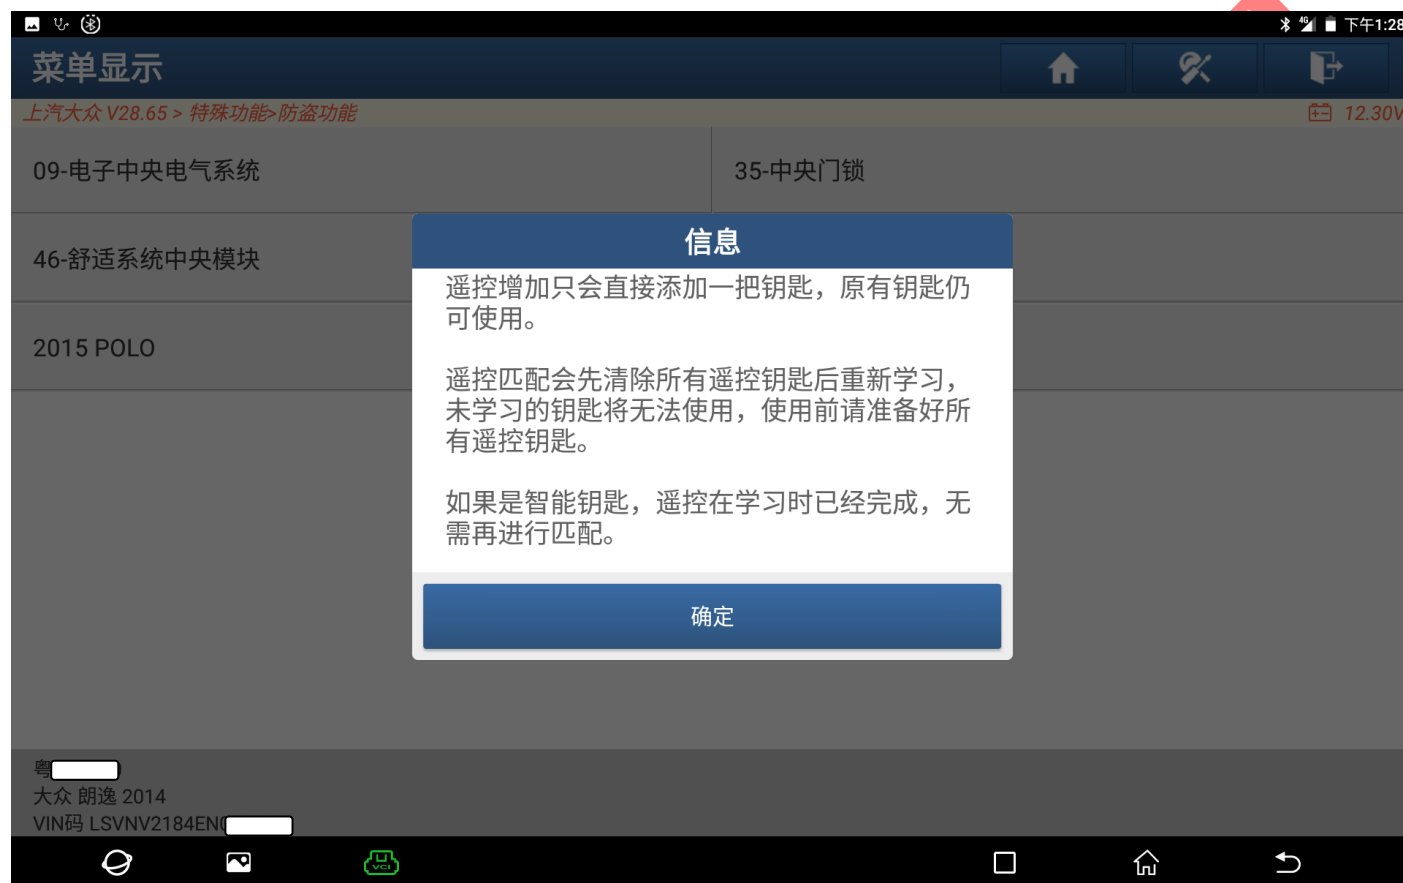 下午1:28
菜单显示
上汽大众 V28.65 > 特殊功能>防盗功能
12.30V
09-电子中央电气系统
35-中央门锁
46-舒适系统中央模块
2015 POLO
信息
遥控增加只会直接添加一把钥匙，原有钥匙仍
可使用。
遥控匹配会先清除所有遥控钥匙后重新学习，
未学习的钥匙将无法使用，使用前请准备好所
有遥控钥匙。
如果是智能钥匙，遥控在学习时已经完成，无
需再进行匹配。
确定
粤
大众 朗逸 2014
VIN码 LSVNV2184EN
VCI